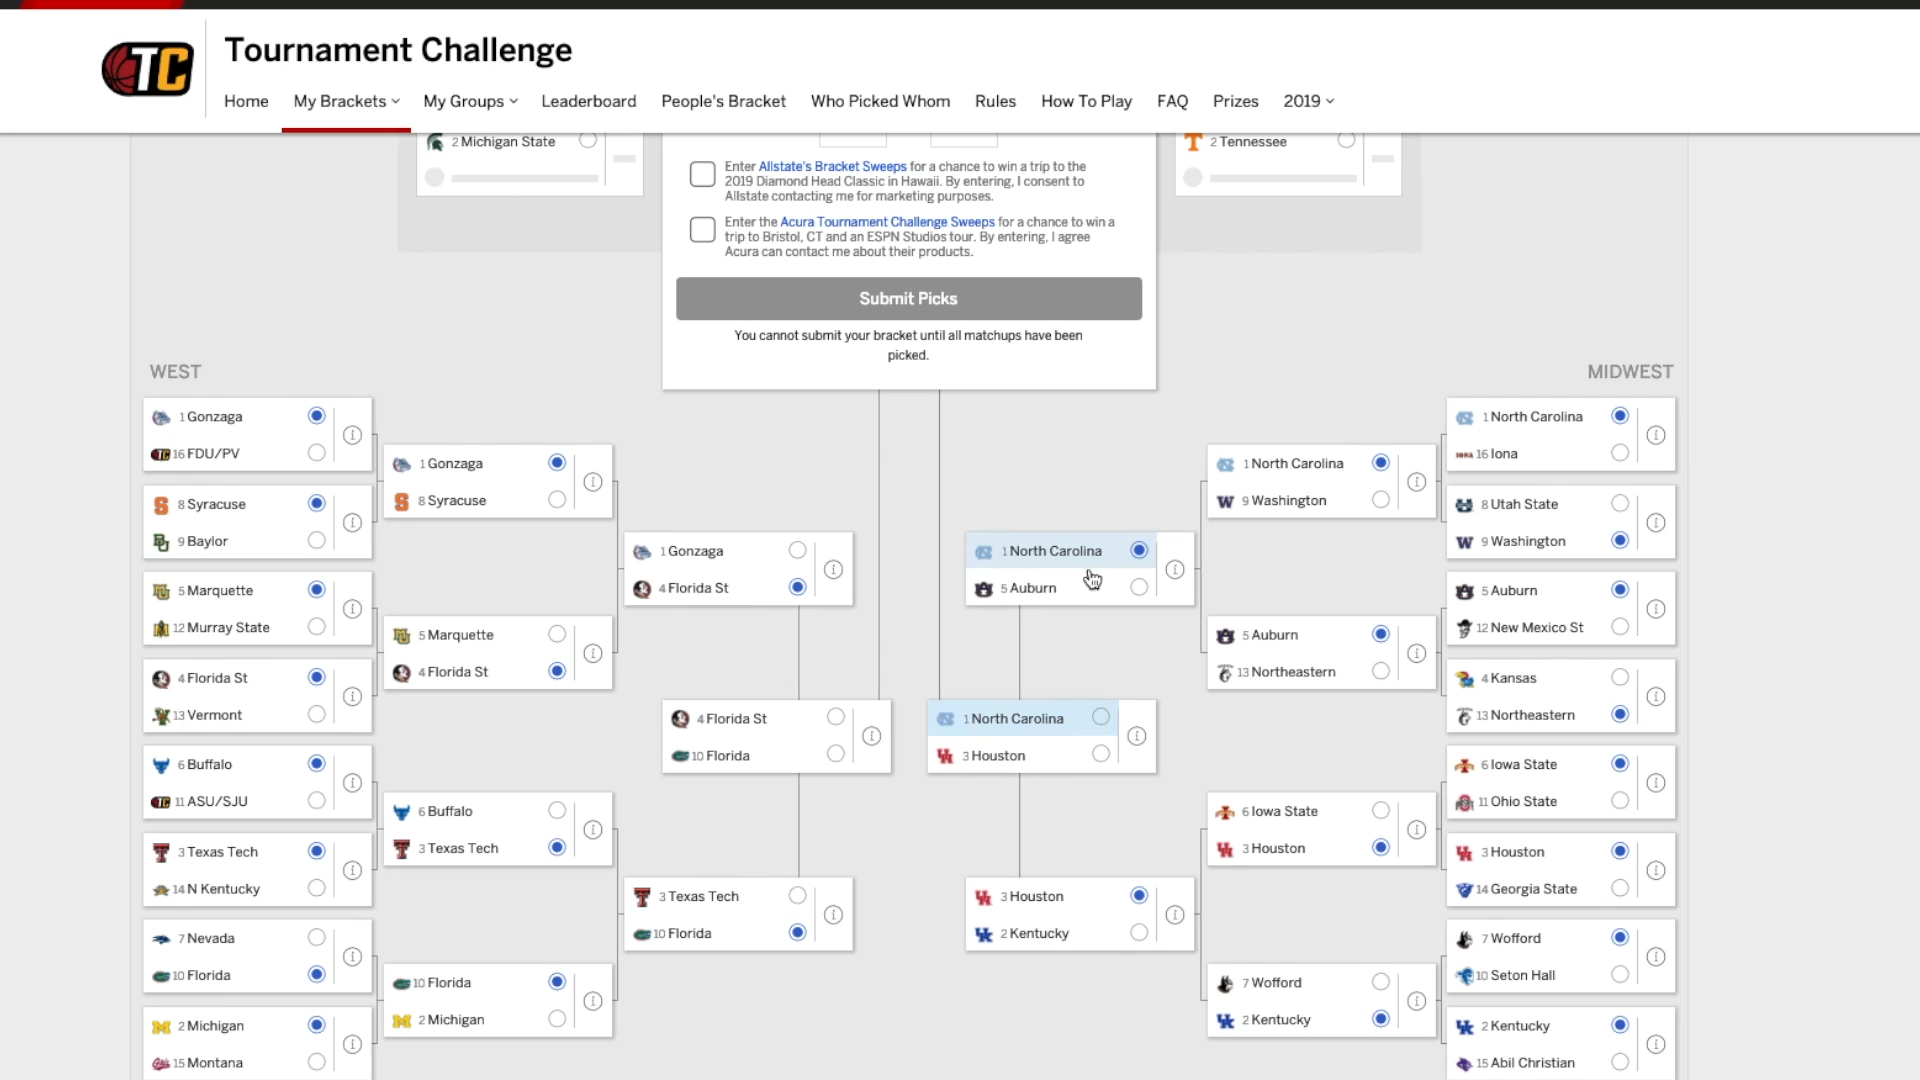 TC
Tournament Challenge
Home My Brackets My Groups Leaderboard People's Bracket Who Picked Whom Rules How To Play FAQ Prizes 2019
2 Michigan State
Enter Allstate's Bracket Sweeps for a chance to win a trip to the
2019 Diamond Head Classic in Hawaii. By entering, I consent to
Allstate contacting me for marketing purposes.
Enter the Acura Tournament Challenge Sweeps for a chance to win a
trip to Bristol, CT and an ESPN Studios tour. By entering, I agree
Acura can contact me about their products.
Submit Picks
You cannot submit your bracket until all matchups have been
picked.
2 Tennessee
WEST
1 Gonzaga
16 FDU/PV
8 Syracuse
9 Baylor
5 Marquette
12 Murray State
4 Florida St
13 Vermont
6 Buffalo
11 ASU/SJU
3 Texas Tech
14 N Kentucky
7 Nevada
10 Florida
2 Michigan
15 Montana
1 Gonzaga
8 Syracuse
5 Marquette
4 Florida St
6 Buffalo
3 Texas Tech
10 Florida
2 Michigan
1 Gonzaga
4 Florida St
3 Texas Tech
10 Florida
4 Florida St
10 Florida
1 North Carolina
3 Houston
1 North Carolina
5 Auburn
3 Houston
2 Kentucky
1 North Carolina
9 Washington
5 Auburn
13 Northeastern
6 Iowa State
3 Houston
7 Wofford
2 Kentucky
MIDWEST
1 North Carolina
16 Iona
8 Utah State
9 Washington
5 Auburn
12 New Mexico St
4 Kansas
13 Northeastern
6 Iowa State
11 Ohio State
3 Houston
14 Georgia State
7 Wofford
10 Seton Hall
2 Kentucky
15 Abil Christian